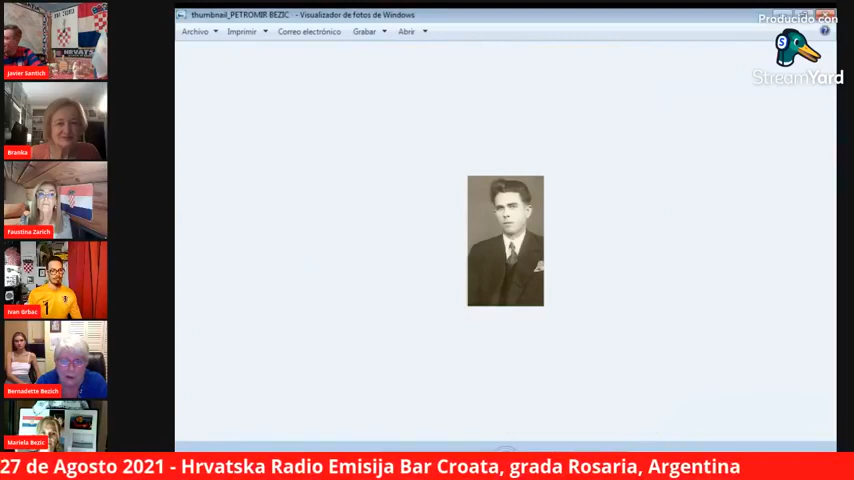 thumbnail_PETROMIR BEZIC - Visualizador de fotos de Windows
Archivo Imprimir Correo electrónico Grabar Abrir
Producido con
S
StreamYard
Javier Santich
Branka
Faustina Zarich
Ivan Grbac
1
Bernadette Bezich
Mariela Bezic
27 de Agosto 2021 - Hrvatska Radio Emisija Bar Croata, grada Rosaria, Argentina